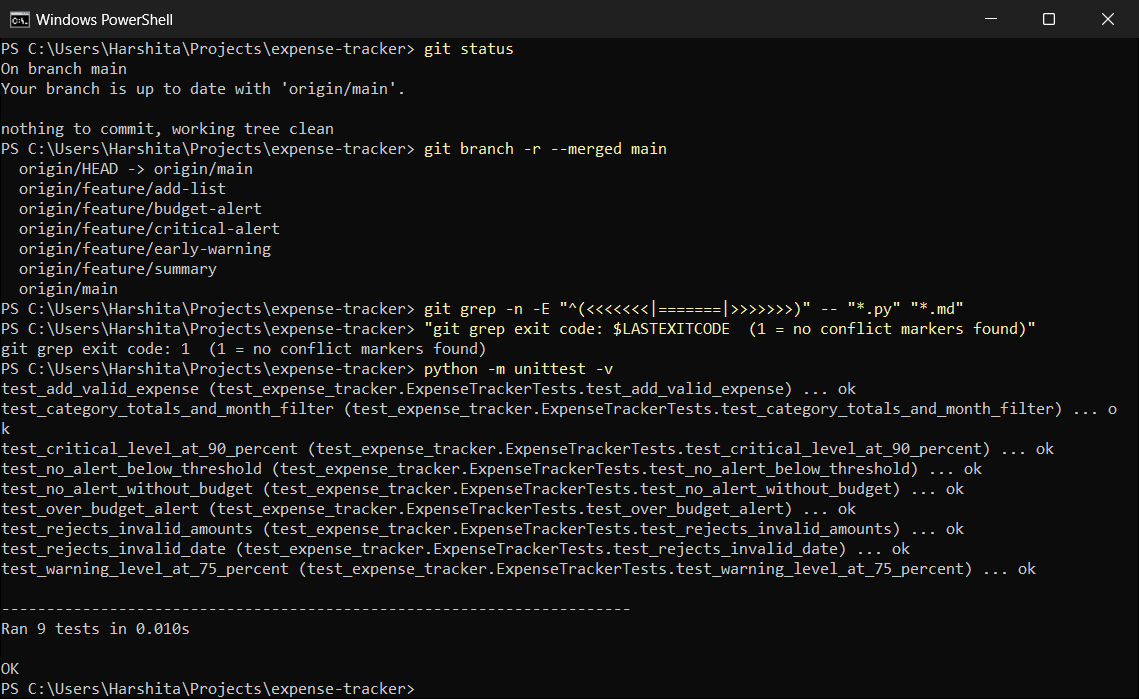 Windows PowerShell
PS C:\Users\Harshita\Projects\expense-tracker> git status
On branch main
Your branch is up to date with 'origin/main'.

nothing to commit, working tree clean
PS C:\Users\Harshita\Projects\expense-tracker> git branch -r --merged main
  origin/HEAD -> origin/main
  origin/feature/add-list
  origin/feature/budget-alert
  origin/feature/critical-alert
  origin/feature/early-warning
  origin/feature/summary
  origin/main
PS C:\Users\Harshita\Projects\expense-tracker> git grep -n -E "^(<<<<<<<|=======|>>>>>>>)" -- "*.py" "*.md"
PS C:\Users\Harshita\Projects\expense-tracker> "git grep exit code: $LASTEXITCODE  (1 = no conflict markers found)"
git grep exit code: 1  (1 = no conflict markers found)
PS C:\Users\Harshita\Projects\expense-tracker> python -m unittest -v
test_add_valid_expense (test_expense_tracker.ExpenseTrackerTests.test_add_valid_expense) ... ok
test_category_totals_and_month_filter (test_expense_tracker.ExpenseTrackerTests.test_category_totals_and_month_filter) ... o
k
test_critical_level_at_90_percent (test_expense_tracker.ExpenseTrackerTests.test_critical_level_at_90_percent) ... ok
test_no_alert_below_threshold (test_expense_tracker.ExpenseTrackerTests.test_no_alert_below_threshold) ... ok
test_no_alert_without_budget (test_expense_tracker.ExpenseTrackerTests.test_no_alert_without_budget) ... ok
test_over_budget_alert (test_expense_tracker.ExpenseTrackerTests.test_over_budget_alert) ... ok
test_rejects_invalid_amounts (test_expense_tracker.ExpenseTrackerTests.test_rejects_invalid_amounts) ... ok
test_rejects_invalid_date (test_expense_tracker.ExpenseTrackerTests.test_rejects_invalid_date) ... ok
test_warning_level_at_75_percent (test_expense_tracker.ExpenseTrackerTests.test_warning_level_at_75_percent) ... ok

----------------------------------------------------------------------
Ran 9 tests in 0.010s

OK
PS C:\Users\Harshita\Projects\expense-tracker>